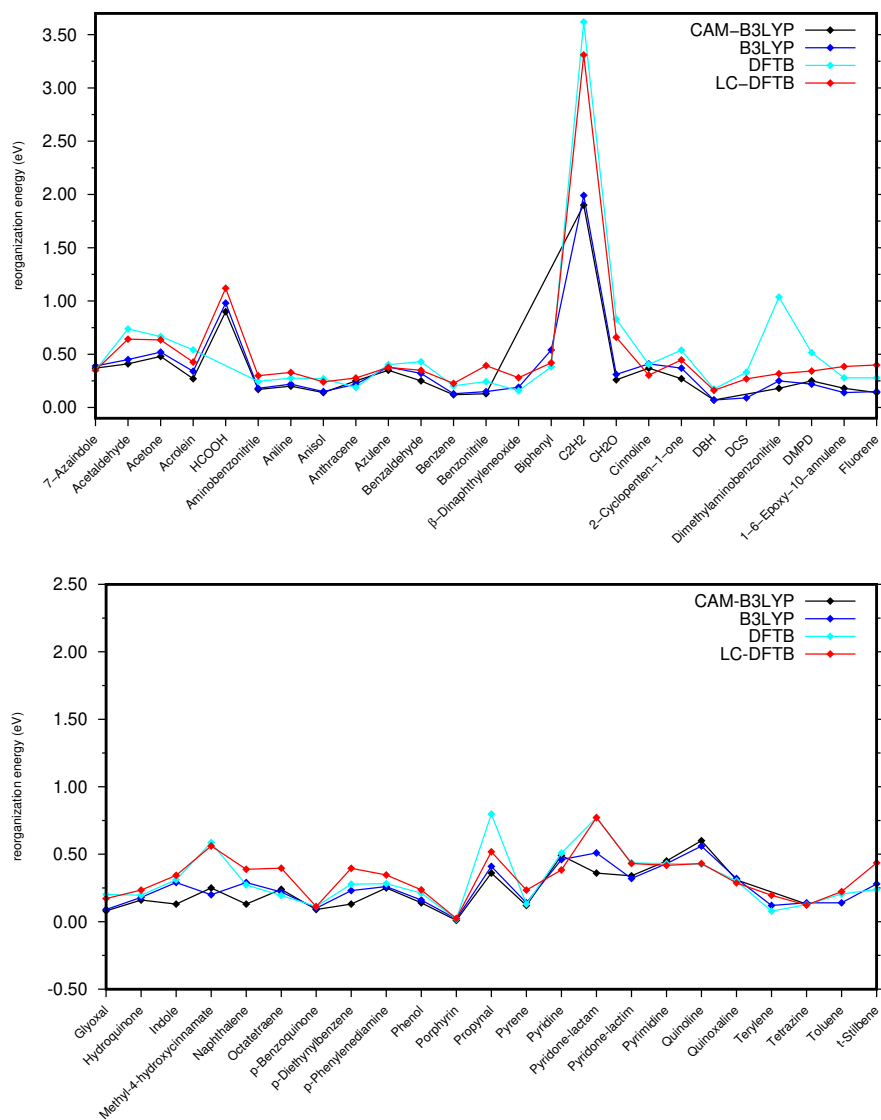 3.50
3.00
2.50
2.00
1.50
1.00
0.50
0.00
reorganization energy (eV)
CAM−B3LYP
B3LYP
DFTB
LC−DFTB
7−Azaindole
Acetaldehyde
Acetone
Acrolein
HCOOH
Aminobenzonitrile
Aniline
Anisol
Anthracene
Azulene
Benzaldehyde
Benzene
Benzonitrile
β−Dinaphthyleneoxide
Biphenyl
C2H2
CH2O
Cinnoline
2−Cyclopenten−1−one
DBH
DCS
Dimethylaminobenzonitrile
DMPD
1−6−Epoxy−10−annulene
Fluorene
2.50
2.00
1.50
1.00
0.50
0.00
-0.50
reorganization energy (eV)
CAM-B3LYP
B3LYP
DFTB
LC-DFTB
Glyoxal
Hydroquinone
Indole
Methyl-4-hydroxycinnamate
Naphthalene
Octatetraene
p-Benzoquinone
p-Diethynylbenzene
p-Phenylenediamine
Phenol
Porphyrin
Propynal
Pyrene
Pyridine
Pyridone-lactam
Pyridone-lactim
Pyrimidine
Quinoline
Quinoxaline
Terylene
Tetrazine
Toluene
t-Stilbene